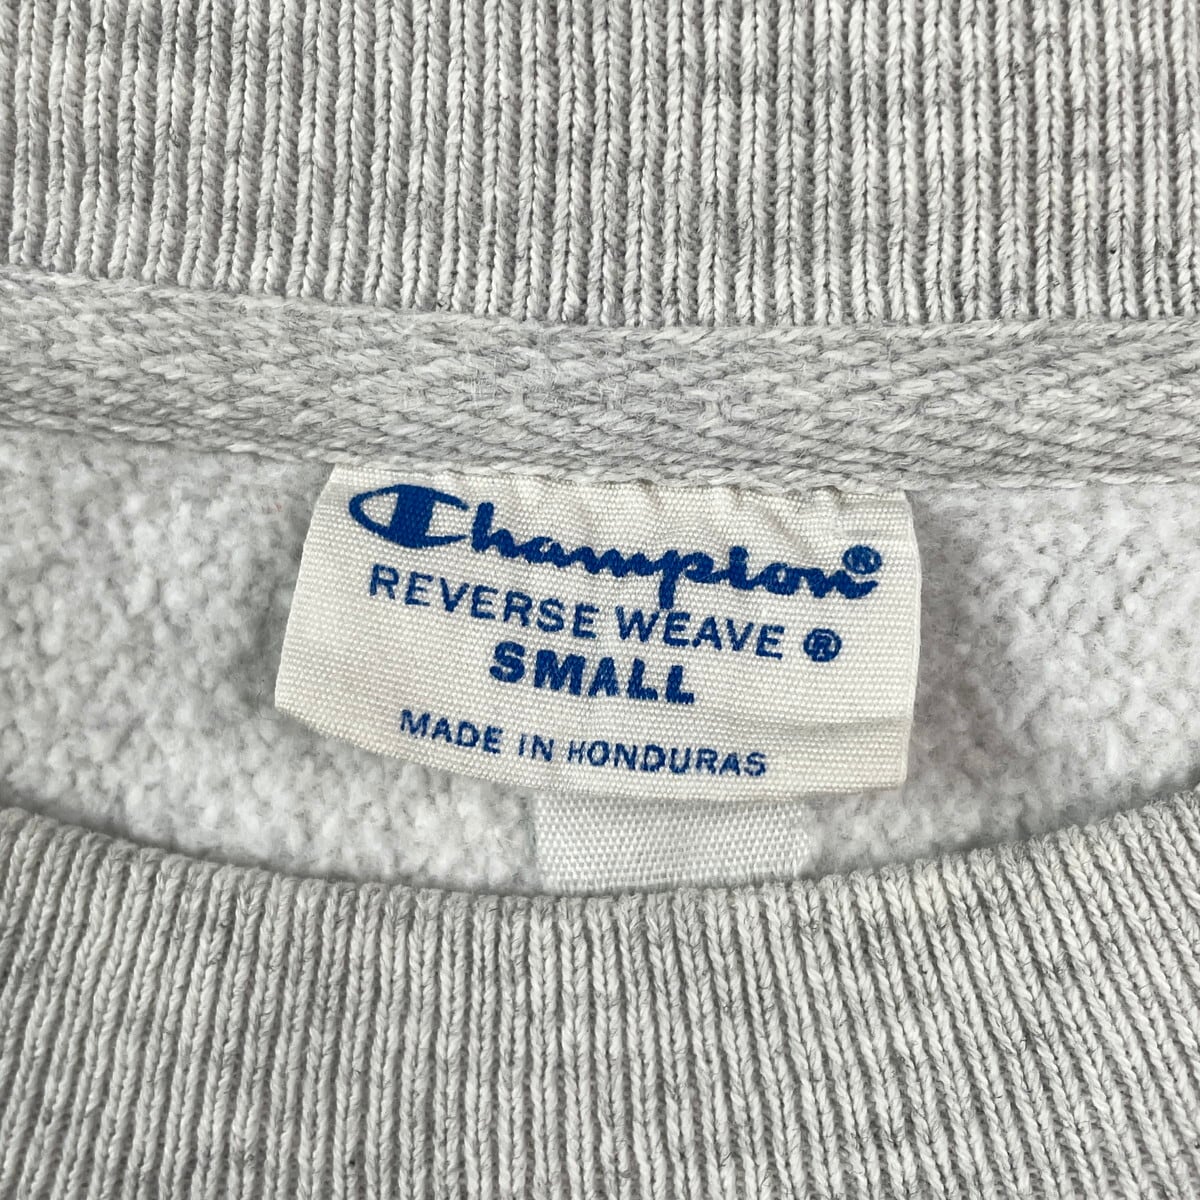 Champion®
REVERSE WEAVE ®
SMALL
MADE IN HONDURAS